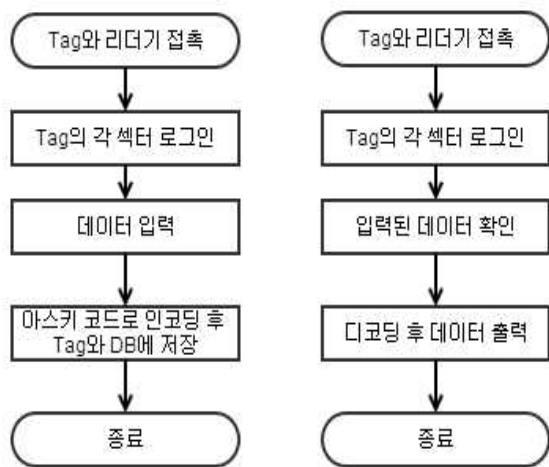 Tag와 리더기 접촉
Tag의 각 섹터 로그인
데이터 입력
아스키 코드로 인코딩 후
Tag와 DB에 저장
종료
Tag와 리더기 접촉
Tag의 각 섹터 로그인
입력된 데이터 확인
디코딩 후 데이터 출력
종료